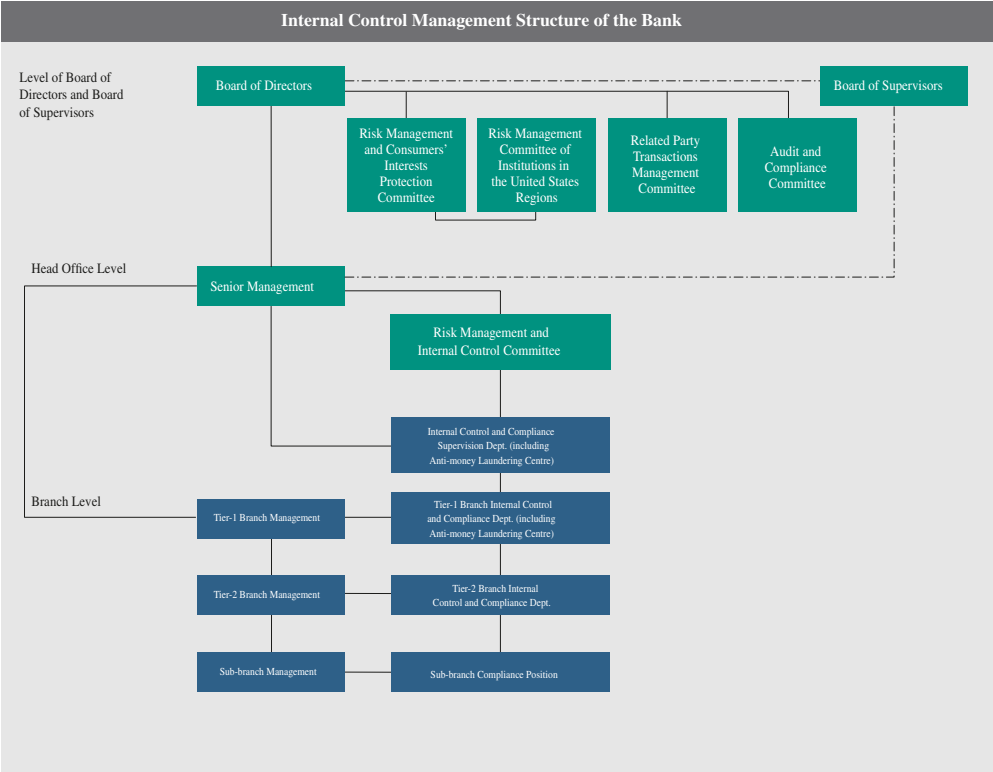 Internal Control Management Structure of the Bank
Level of Board of
Directors and Board
of Supervisors
Board of Directors
Board of Supervisors
Risk Management
and Consumers’
Interests
Protection
Committee
Risk Management
Committee of
Institutions in
the United States
Regions
Related Party
Transactions
Management
Committee
Audit and
Compliance
Committee
Head Office Level
Senior Management
Risk Management and
Internal Control Committee
Internal Control and Compliance
Supervision Dept. (including
Anti-money Laundering Centre)
Branch Level
Tier-1 Branch Management
Tier-1 Branch Internal Control
and Compliance Dept. (including
Anti-money Laundering Centre)
Tier-2 Branch Management
Tier-2 Branch Internal
Control and Compliance Dept.
Sub-branch Management
Sub-branch Compliance Position